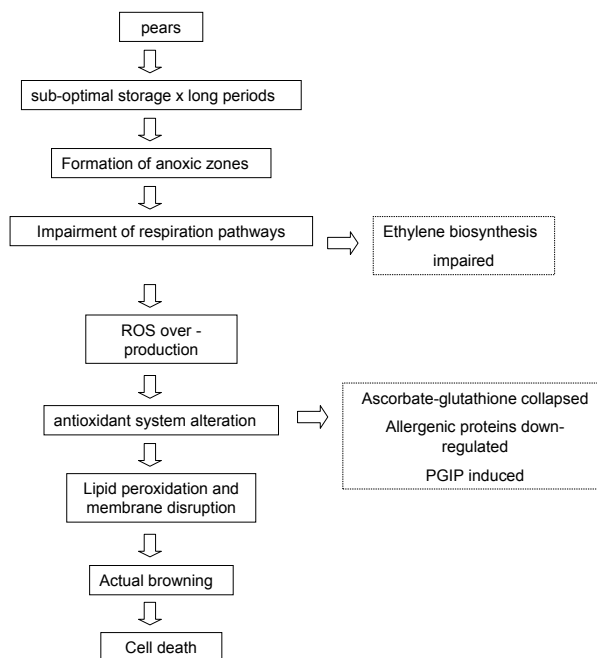 pears
sub-optimal storage x long periods
Formation of anoxic zones
Impairment of respiration pathways
Ethylene biosynthesis
impaired
ROS over -
production
antioxidant system alteration
Ascorbate-glutathione collapsed
Allergenic proteins down-
regulated
PGIP induced
Lipid peroxidation and
membrane disruption
Actual browning
Cell death